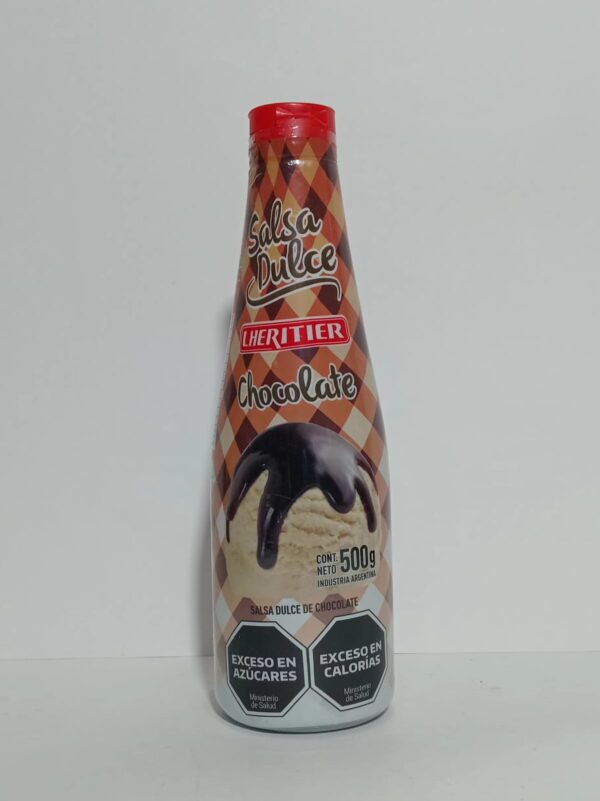 Salsa
Dulce
LHERITIER
Chocolate
CONT.
NETO 500g
INDUSTRIA ARGENTINA
SALSA DULCE DE CHOCOLATE
EXCESO EN
AZÚCARES
Ministerio
de Salud
EXCESO EN
CALORÍAS
Ministerio
de Salud